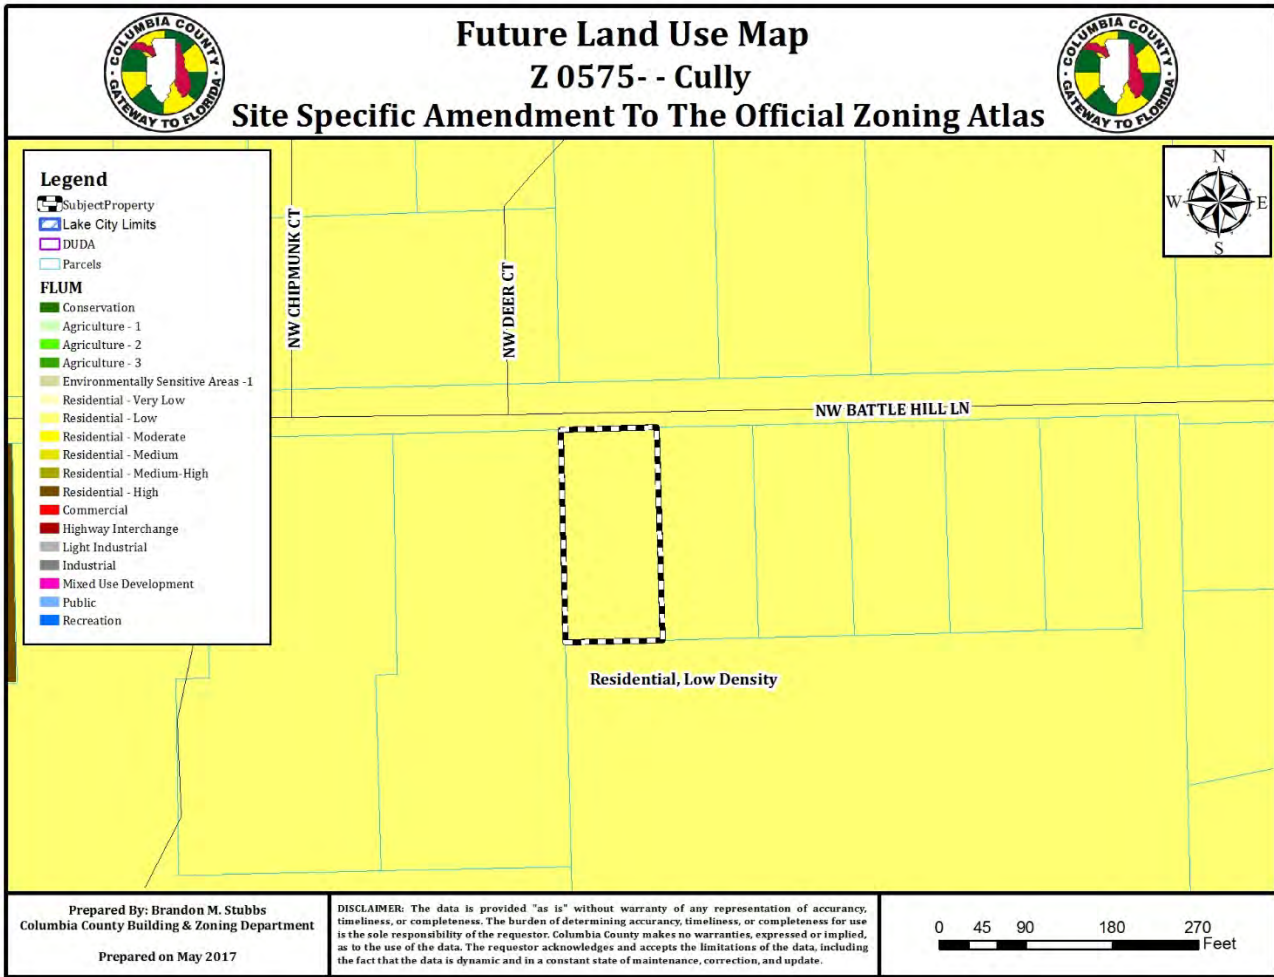 Future Land Use Map
Z 0575- - Cully
Site Specific Amendment To The Official Zoning Atlas
COLUMBIA COUNTY
GATEWAY TO FLORIDA
COLUMBIA COUNTY
GATEWAY TO FLORIDA
Legend
SubjectProperty
Lake City Limits
DUDA
Parcels
FLUM
Conservation
Agriculture - 1
Agriculture - 2
Agriculture - 3
Environmentally Sensitive Areas -1
Residential - Very Low
Residential - Low
Residential - Moderate
Residential - Medium
Residential - Medium-High
Residential - High
Commercial
Highway Interchange
Light Industrial
Industrial
Mixed Use Development
Public
Recreation
N
W
E
S
NW CHIPMUNK CT
NW DEER CT
NW BATTLE HILL LN
Residential, Low Density
Prepared By: Brandon M. Stubbs
Columbia County Building & Zoning Department
Prepared on May 2017
DISCLAIMER: The data is provided "as is" without warranty of any representation of accurancy,
timeliness, or completeness. The burden of determining accurancy, timeliness, or completeness for use
is the sole responsibility of the requestor. Columbia County makes no warranties, expressed or implied,
as to the use of the data. The requestor acknowledges and accepts the limitations of the data, including
the fact that the data is dynamic and in a constant state of maintenance, correction, and update.
0 45 90 180 270
Feet